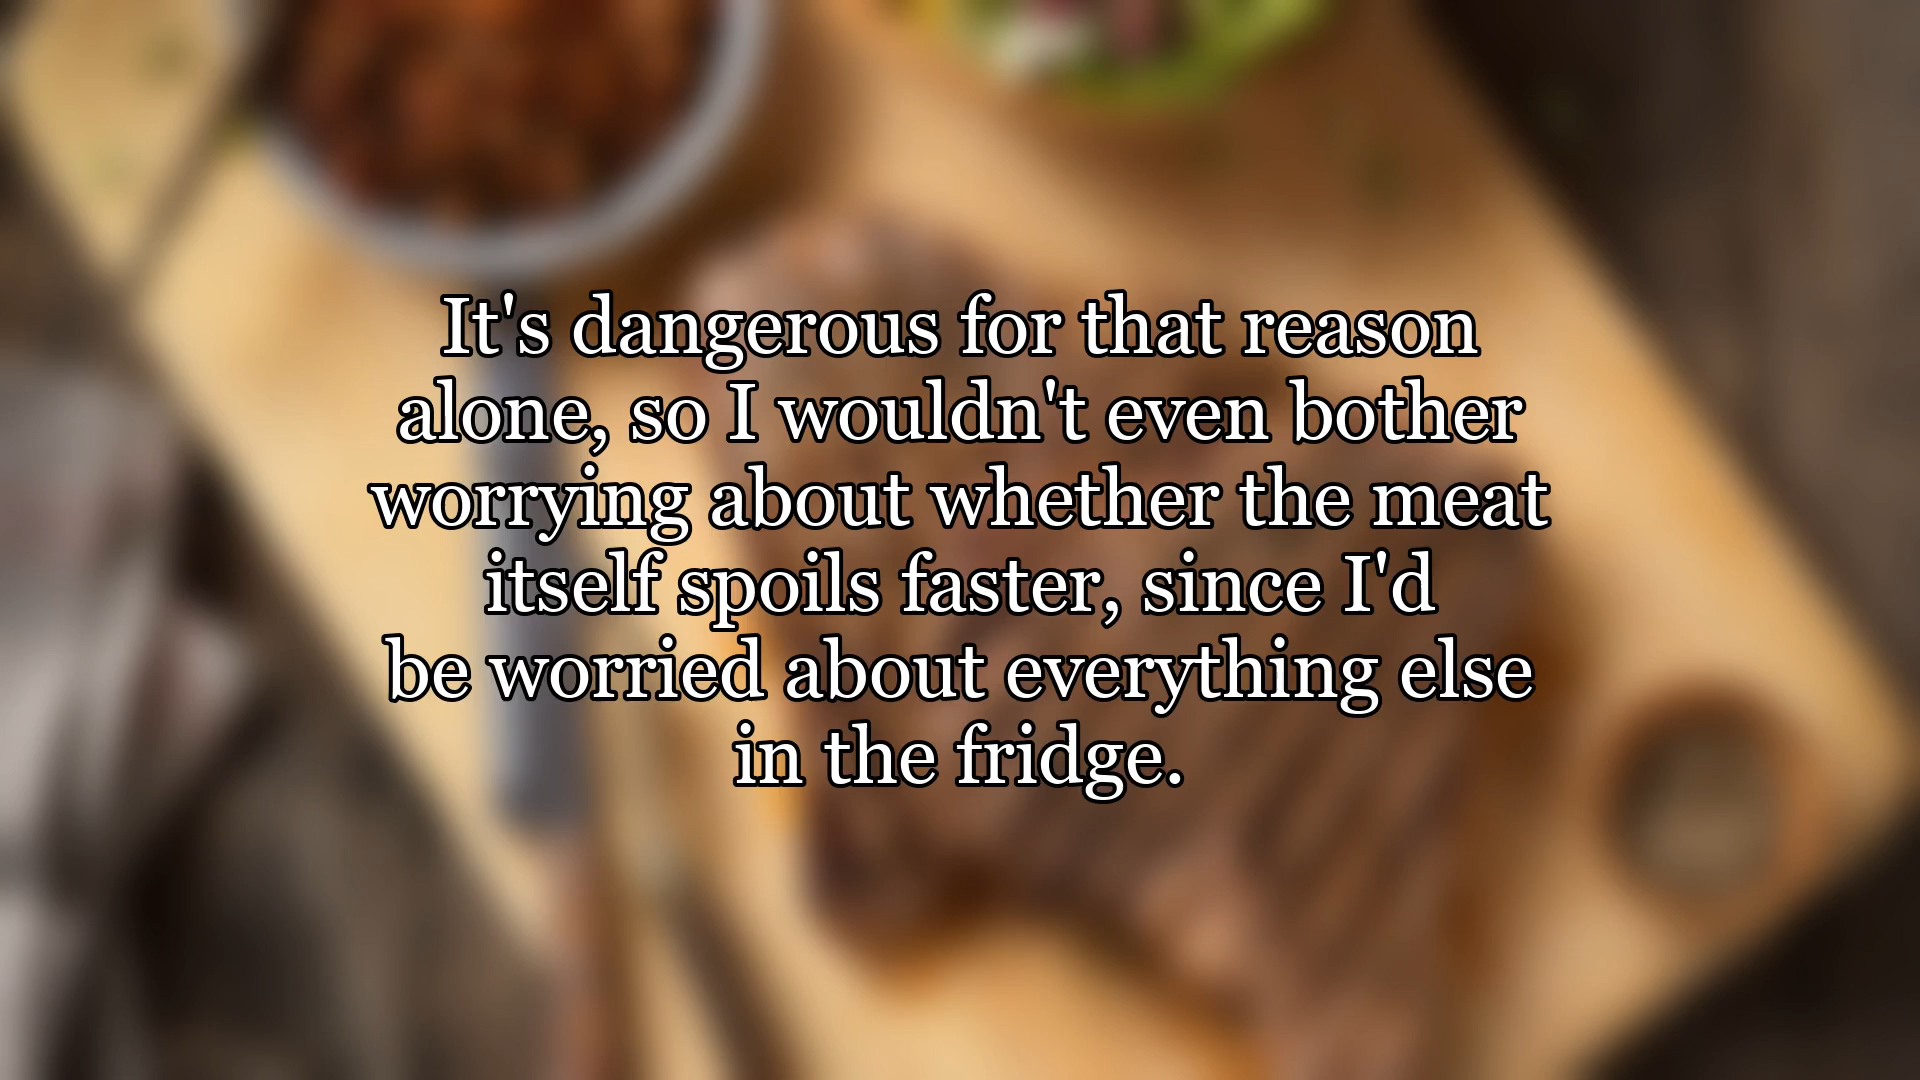 It's dangerous for that reason
alone, so I wouldn't even bother
worrying about whether the meat
itself spoils faster, since I'd
be worried about everything else
in the fridge.